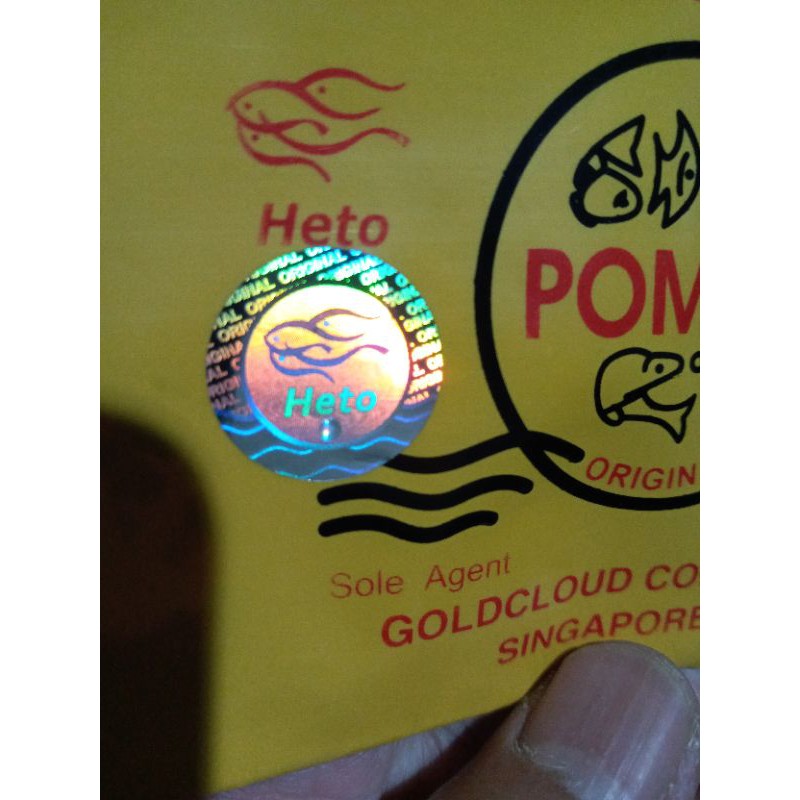 Heto
POM
ORIGINAL ORIGINAL
Heto
ORIGIN
Sole Agent
GOLDCLOUD CO
SINGAPORE